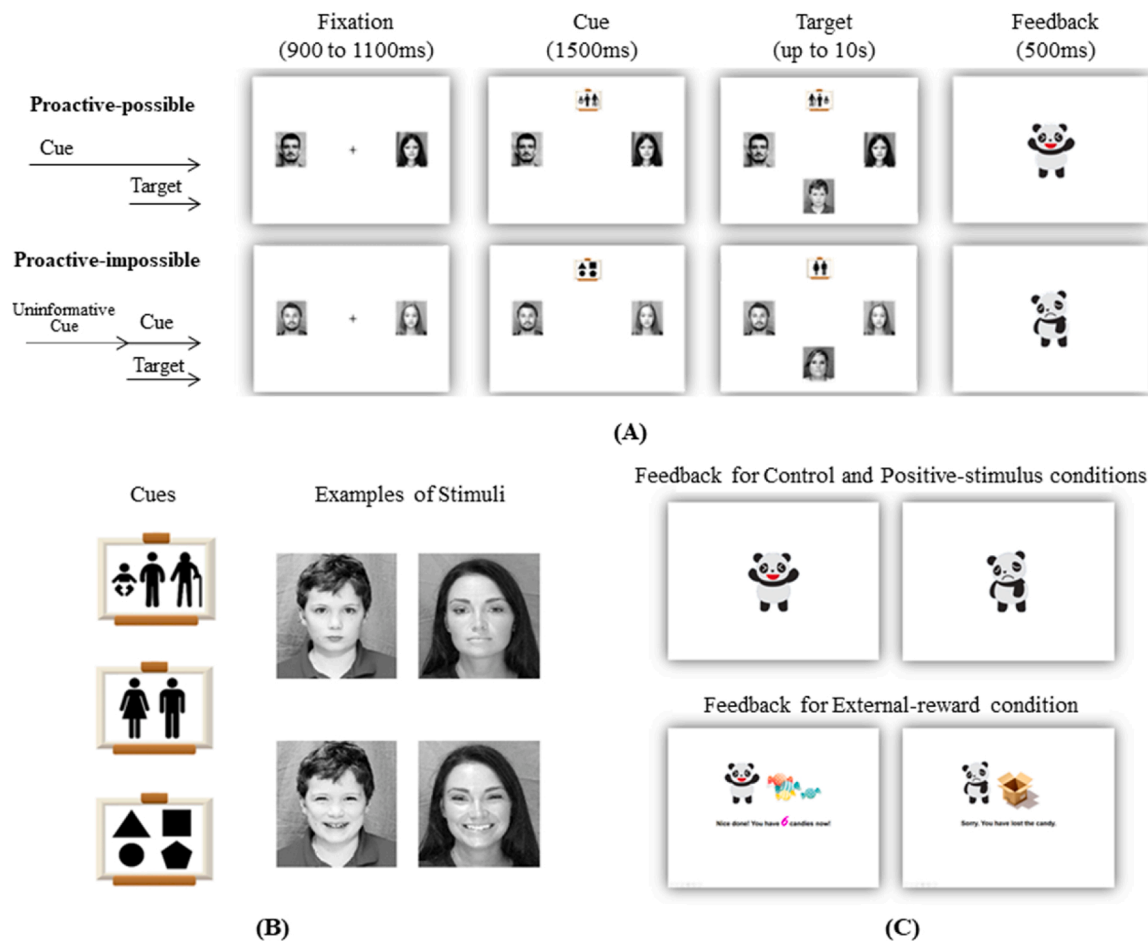 Fixation
(900 to 1100ms)
Cue
(1500ms)
Target
(up to 10s)
Feedback
(500ms)
Proactive-possible
Cue
Target
Proactive-impossible
Uninformative
Cue
Cue
Target
(A)
Cues
Examples of Stimuli
(B)
Feedback for Control and Positive-stimulus conditions
Feedback for External-reward condition
Nice done! You have 6 candies now!
Sorry. You have lost the candy.
(C)